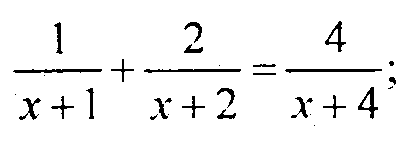 1/(x+1) + 2/(x+2) = 4/(x+4);